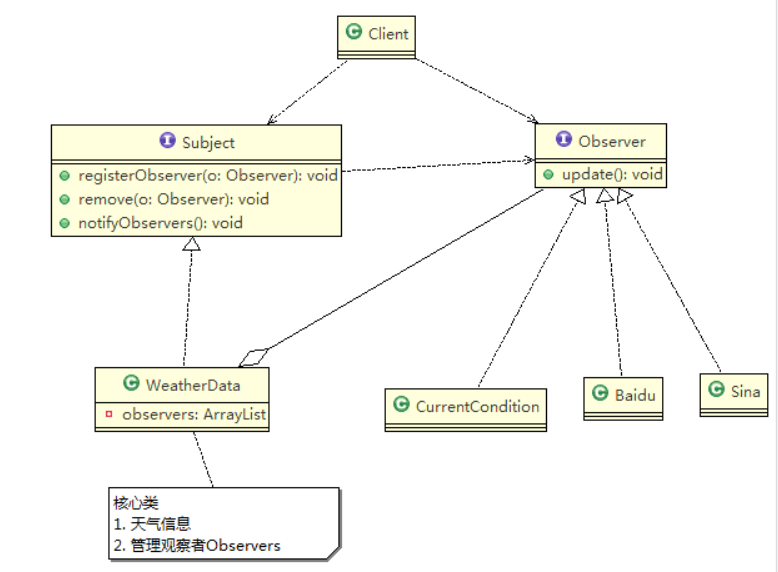 Client
Subject
registerObserver(o: Observer): void
remove(o: Observer): void
notifyObservers(): void
Observer
update(): void
WeatherData
observers: ArrayList
CurrentCondition
Baidu
Sina
核心类
1. 天气信息
2. 管理观察者Observers